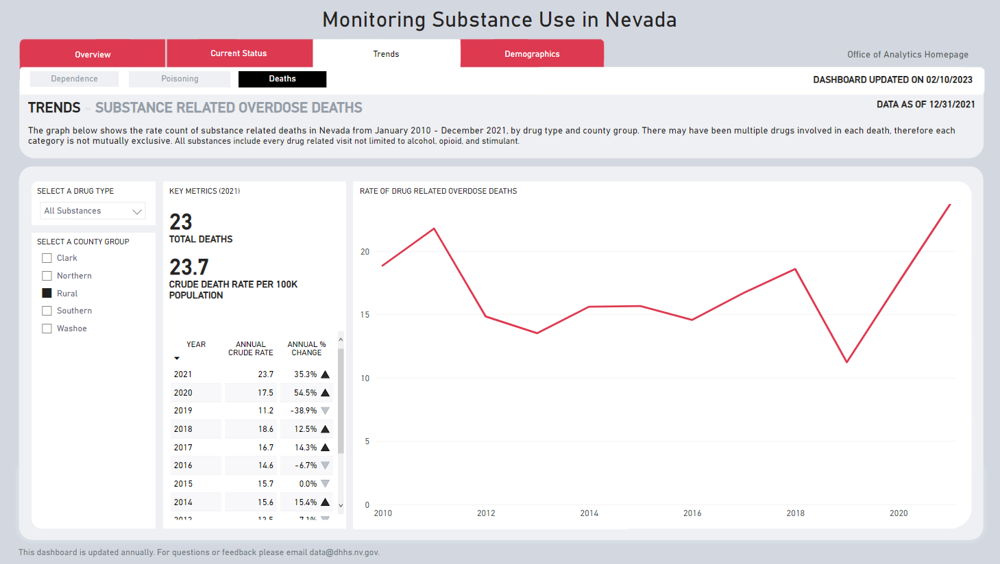 Monitoring Substance Use in Nevada
Overview
Current Status
Trends
Demographics
Office of Analytics Homepage
Dependence
Poisoning
Deaths
DASHBOARD UPDATED ON 02/10/2023
TRENDS - SUBSTANCE RELATED OVERDOSE DEATHS
DATA AS OF 12/31/2021
The graph below shows the rate count of substance related deaths in Nevada from January 2010 - December 2021, by drug type and county group. There may have been multiple drugs involved in each death, therefore each
category is not mutually exclusive. All substances include every drug related visit not limited to alcohol, opioid, and stimulant.
SELECT A DRUG TYPE
All Substances
SELECT A COUNTY GROUP
Clark
Northern
Rural
Southern
Washoe
KEY METRICS (2021)
23
TOTAL DEATHS
23.7
CRUDE DEATH RATE PER 100K
POPULATION
YEAR ANNUAL ANNUAL %
CRUDE RATE CHANGE
2021 23.7 35.3%
2020 17.5 54.5%
2019 11.2 -38.9%
2018 18.6 12.5%
2017 16.7 14.3%
2016 14.6 -6.7%
2015 15.7 0.0%
2014 15.6 15.4%
RATE OF DRUG RELATED OVERDOSE DEATHS
20
15
10
5
0
2010 2012 2014 2016 2018 2020
This dashboard is updated annually. For questions or feedback please email data@dhhs.nv.gov.